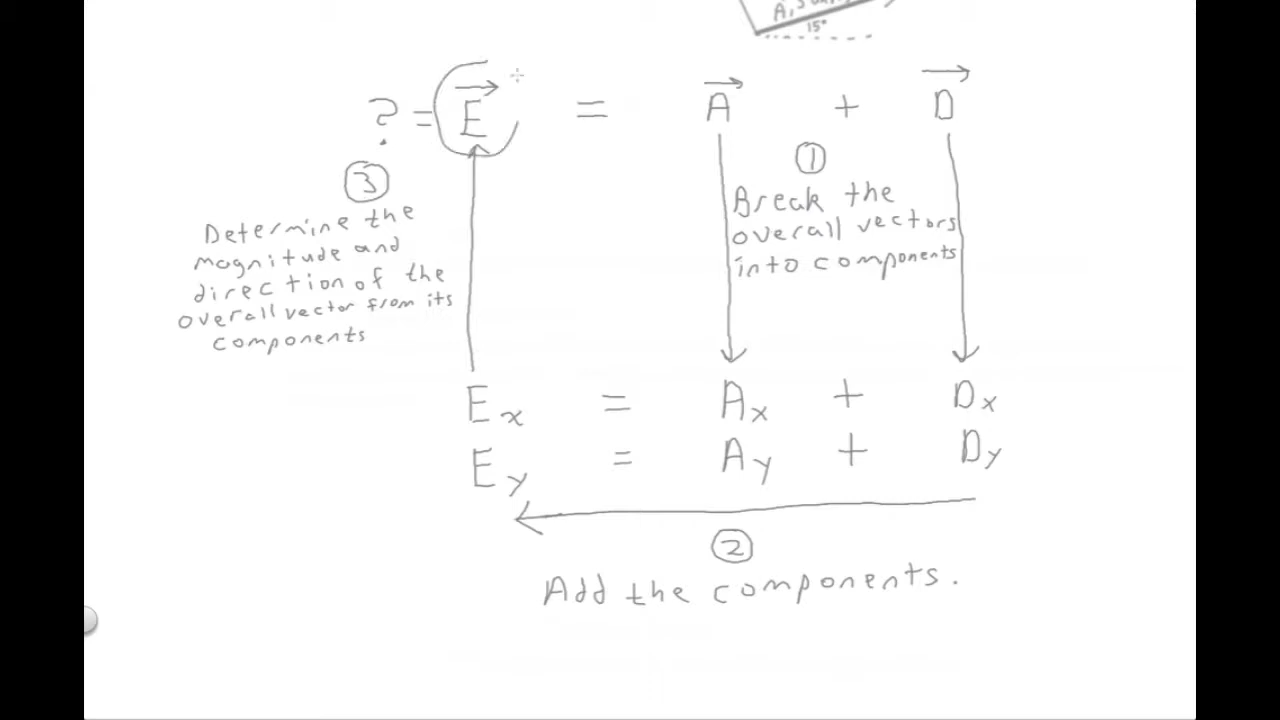 15°
? = E = A + D
①
Break the
overall vectors
into components
③
Determine the
magnitude and
direction of the
overall vector from its
components
Ex = Ax + Dx
Ey = Ay + Dy
②
Add the components.